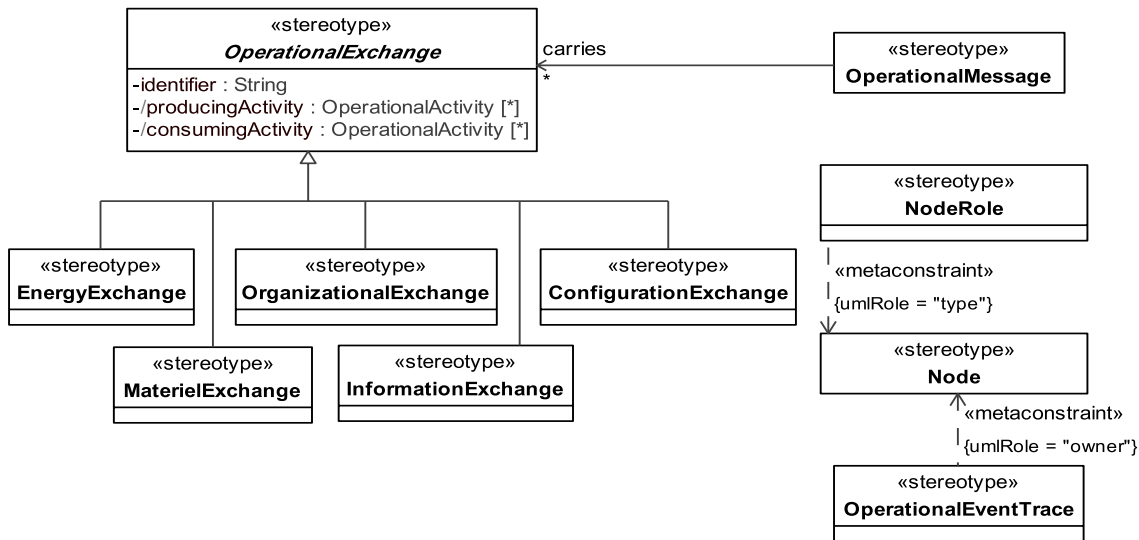 «stereotype»
OperationalExchange
-identifier : String
-/producingActivity : OperationalActivity [*]
-/consumingActivity : OperationalActivity [*]
carries
*
«stereotype»
OperationalMessage
«stereotype»
NodeRole
«metaconstraint»
{umlRole = "type"}
«stereotype»
EnergyExchange
«stereotype»
OrganizationalExchange
«stereotype»
ConfigurationExchange
«stereotype»
MaterielExchange
«stereotype»
InformationExchange
«stereotype»
Node
«metaconstraint»
{umlRole = "owner"}
«stereotype»
OperationalEventTrace